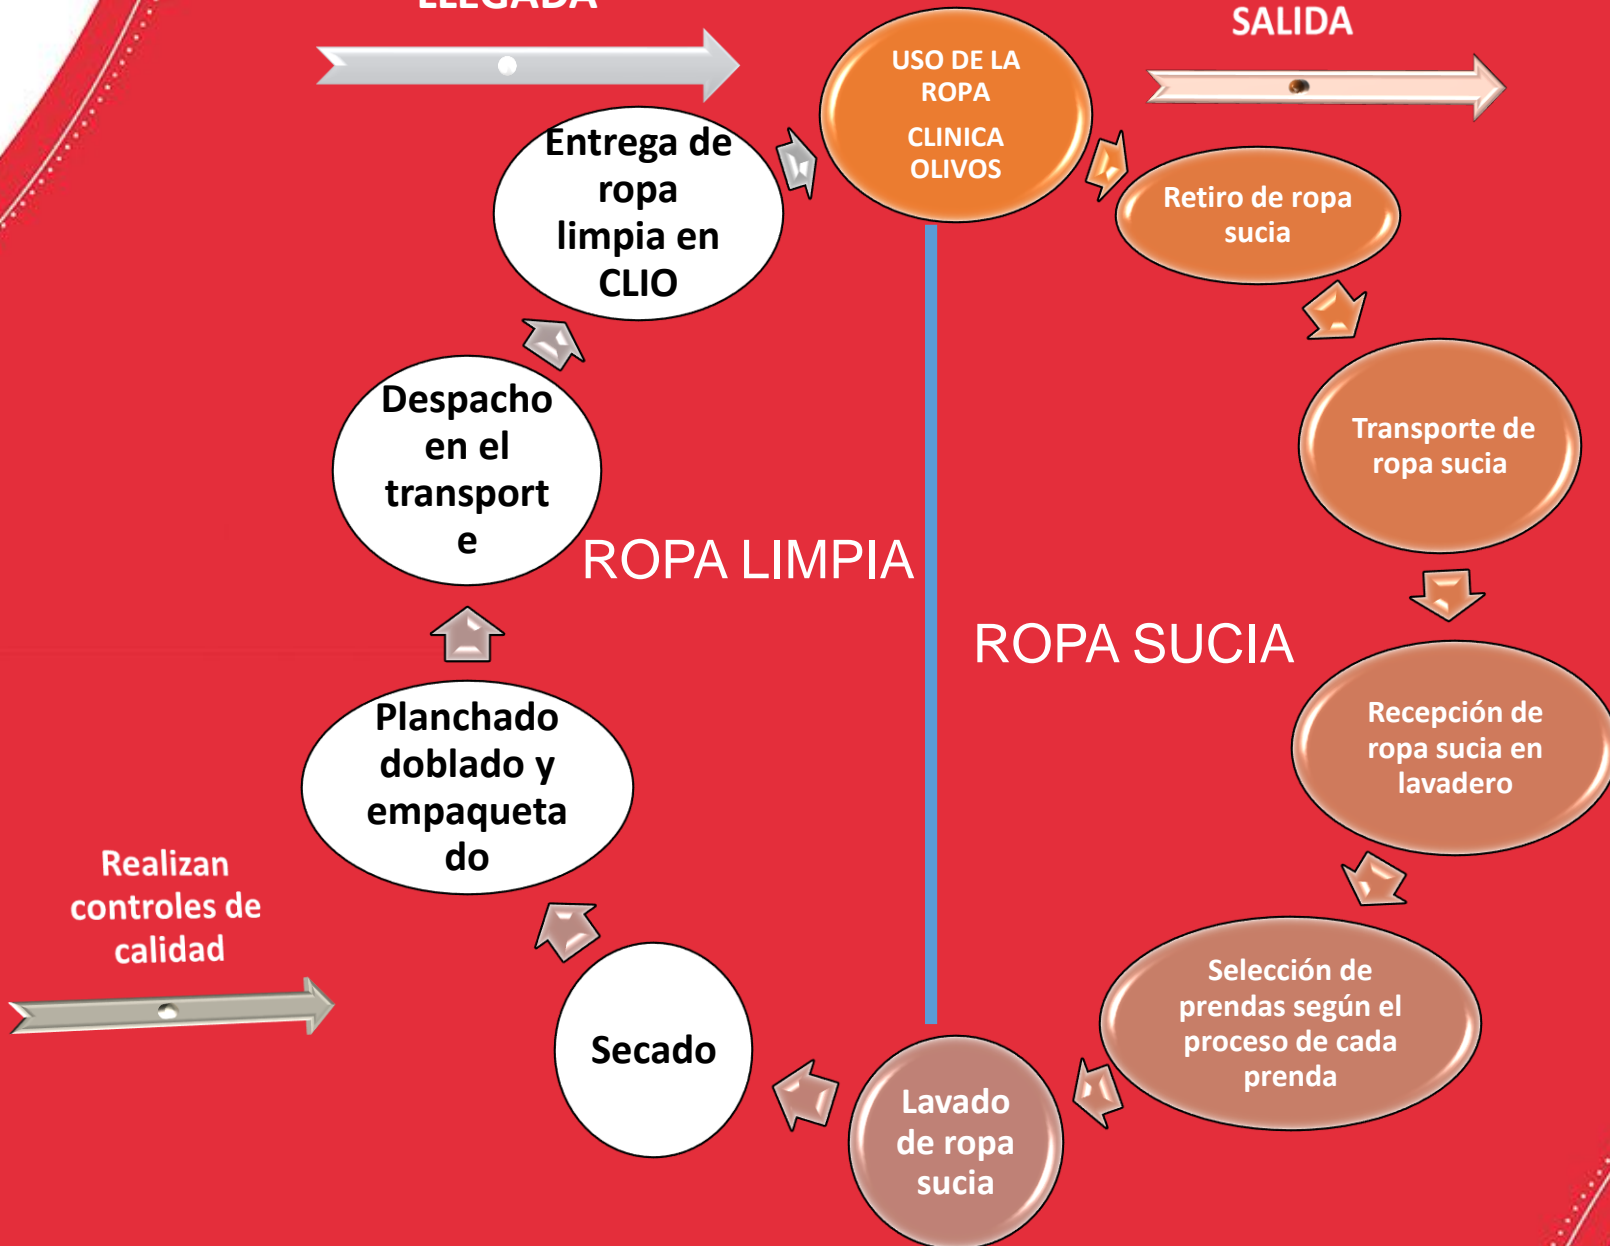 LLEGADA
SALIDA
USO DE LA
ROPA
CLINICA
OLIVOS
Retiro de ropa
sucia
Transporte de
ropa sucia
Recepción de
ropa sucia en
lavadero
Selección de
prendas según el
proceso de cada
prenda
Lavado
de ropa
sucia
Secado
Planchado
doblado y
empaqueta
do
Despacho
en el
transport
e
Entrega de
ropa
limpia en
CLIO
ROPA LIMPIA
ROPA SUCIA
Realizan
controles de
calidad